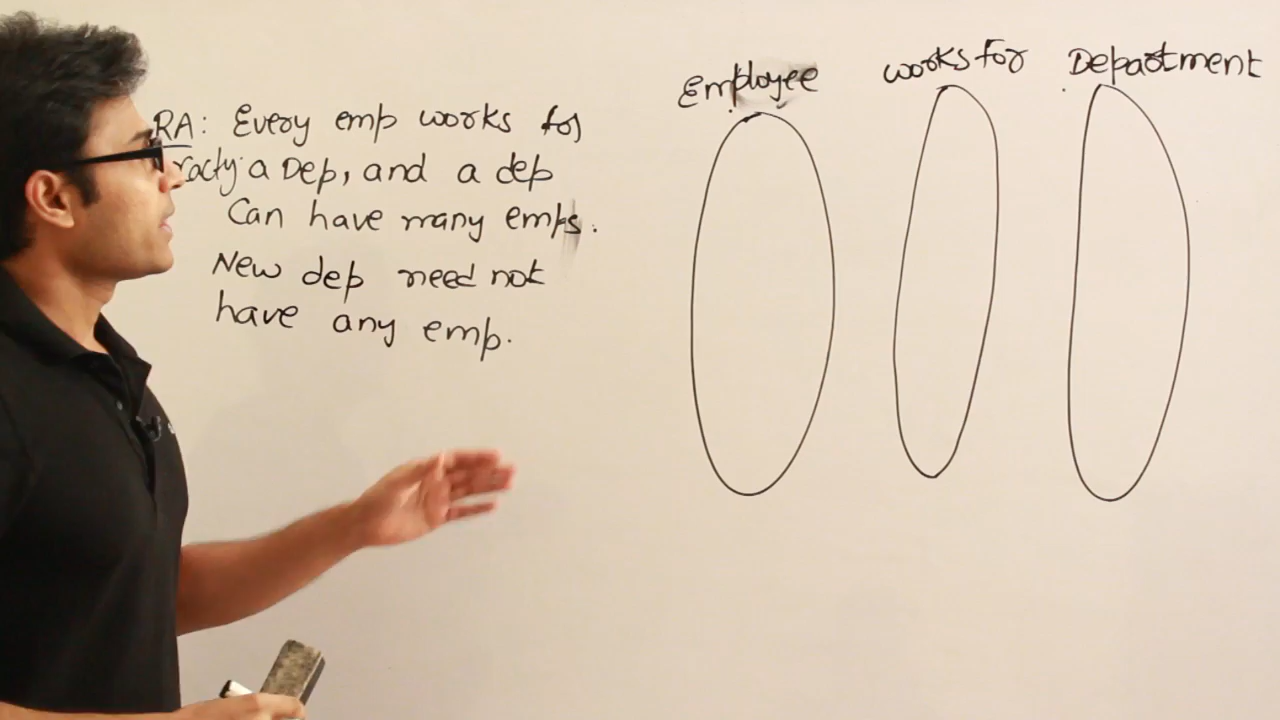 RA: Every emp works for
a Dep, and a dep
Can have many emps.
New dep need not
have any emp.
Employee
works for
Department